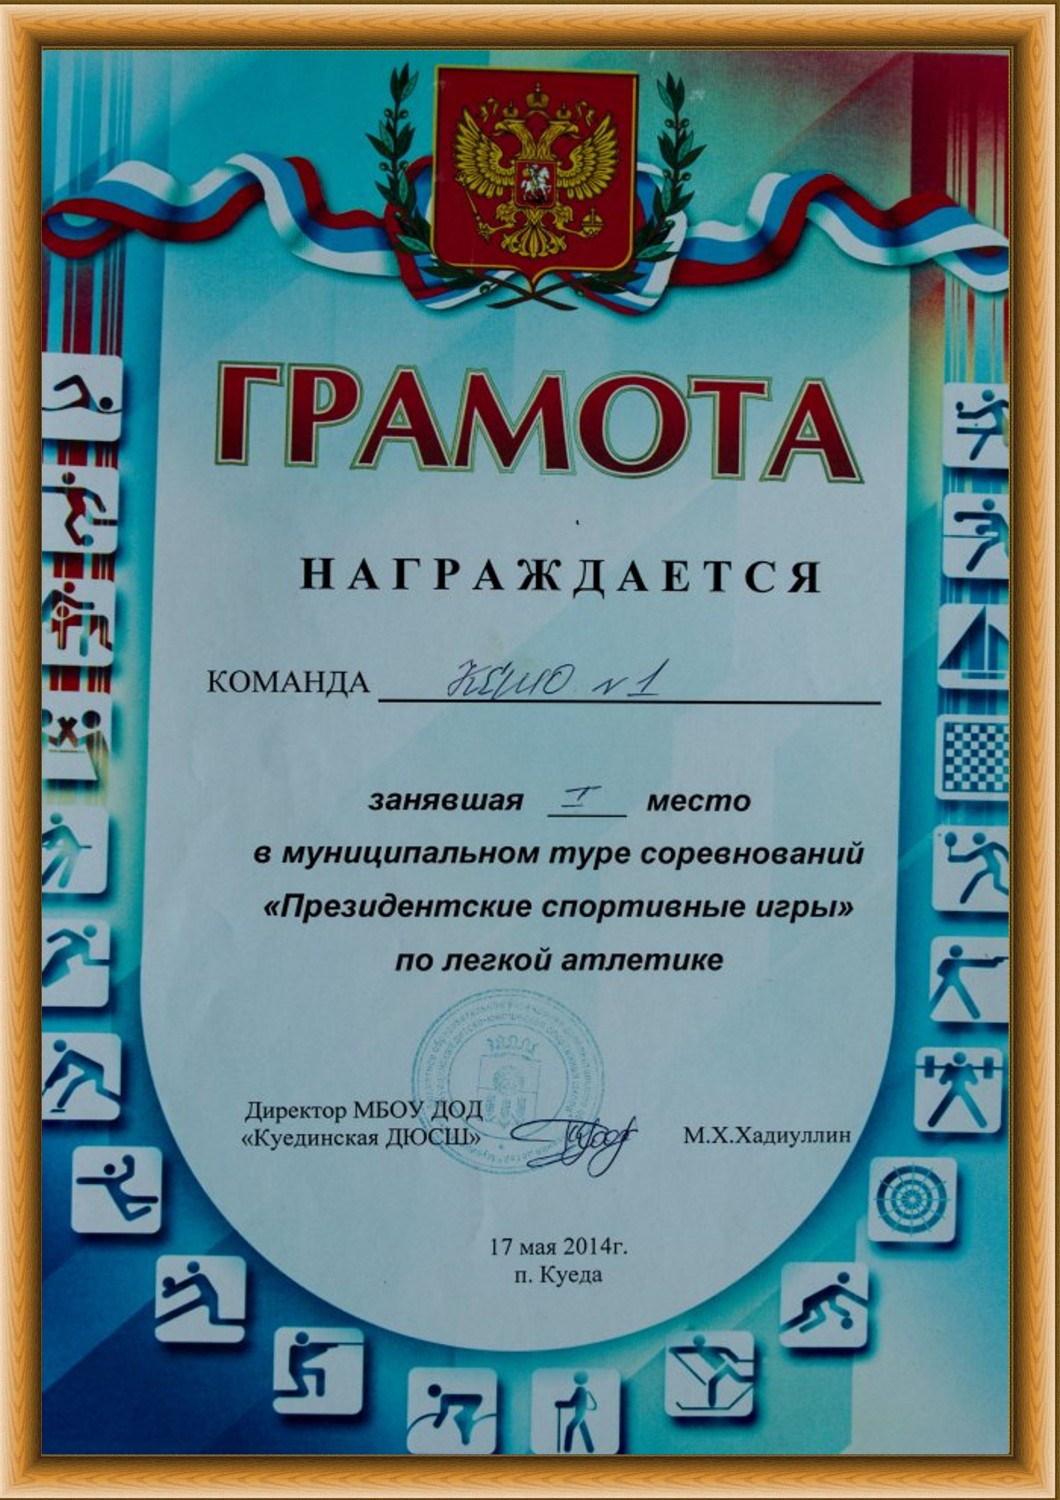 ГРАМОТА
НАГРАЖДАЕТСЯ
КОМАНДА КСШО №1
занявшая I место
в муниципальном туре соревнований
«Президентские спортивные игры»
по легкой атлетике
Директор МБОУ ДОД
«Куединская ДЮСШ» М.Х.Хадиуллин
17 мая 2014г.
п. Куеда